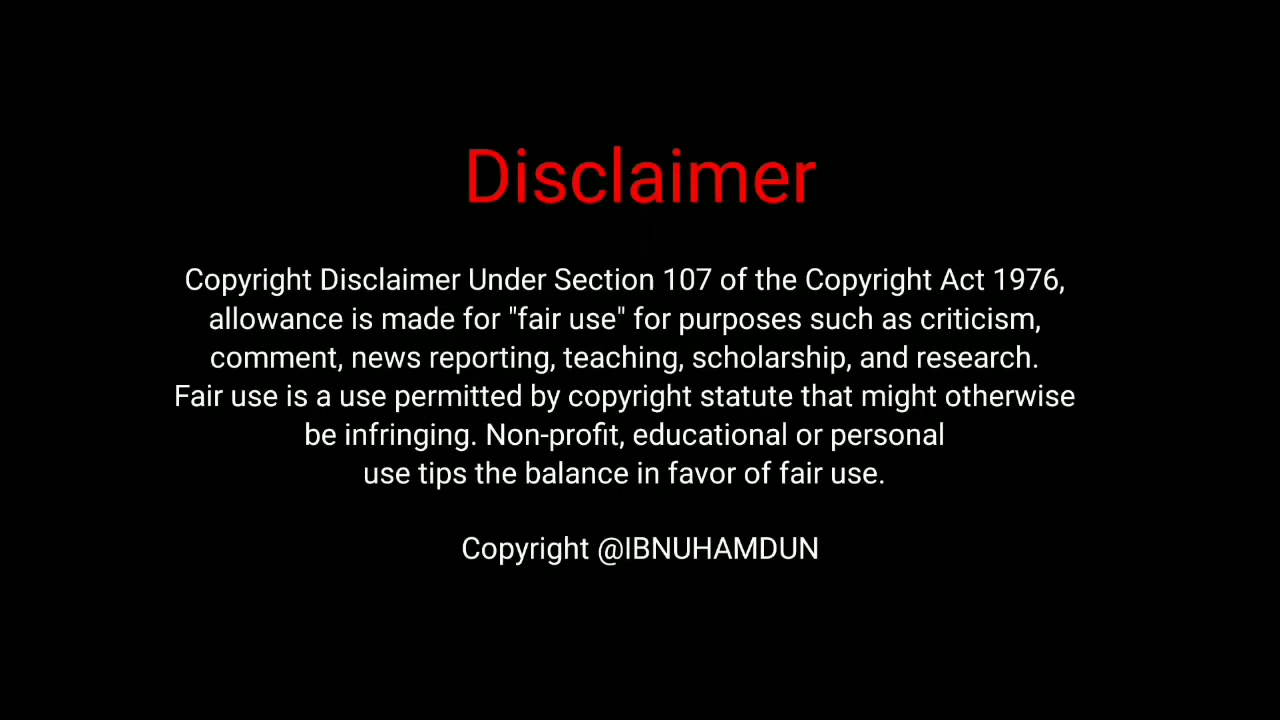 Disclaimer
Copyright Disclaimer Under Section 107 of the Copyright Act 1976,
allowance is made for "fair use" for purposes such as criticism,
comment, news reporting, teaching, scholarship, and research.
Fair use is a use permitted by copyright statute that might otherwise
be infringing. Non-profit, educational or personal
use tips the balance in favor of fair use.
Copyright @IBNUHAMDUN